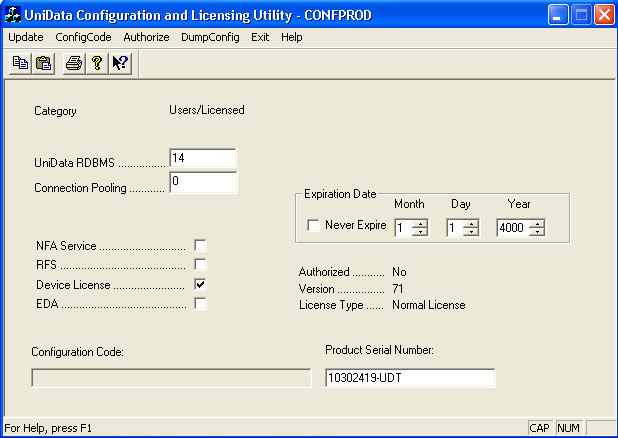 UniData Configuration and Licensing Utility - CONFPROD
Update ConfigCode Authorize DumpConfig Exit Help
Category Users/Licensed
UniData RDBMS ................ 14
Connection Pooling ............ 0
Expiration Date
Month Day Year
Never Expire 1 1 4000
NFA Service .............................
RFS ..........................................
Device License ........................
EDA .........................................
Authorized ........... No
Version ................ 71
License Type ...... Normal License
Configuration Code:
Product Serial Number:
10302419-UDT
For Help, press F1 CAP NUM